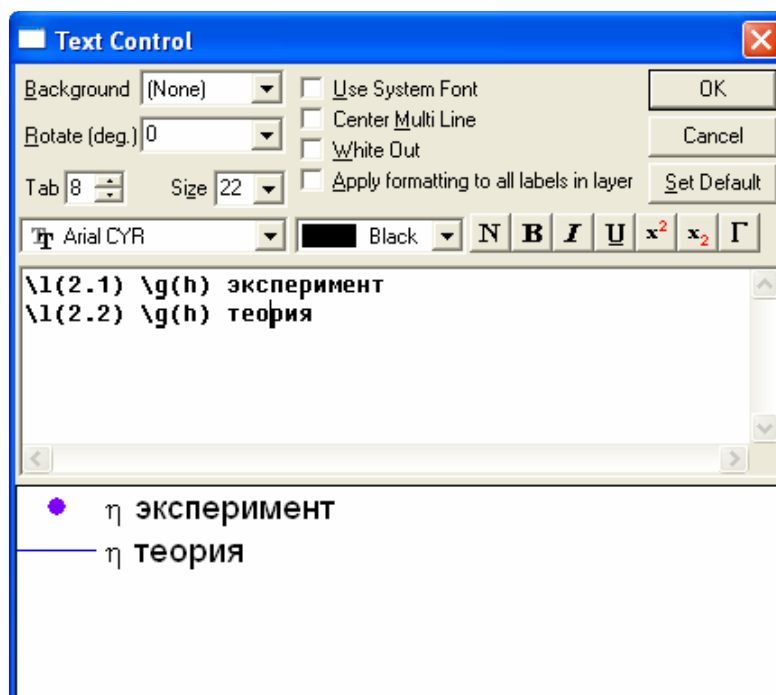 Text Control
Background (None) Use System Font OK
Center Multi Line
Rotate (deg.) 0 Cancel
White Out
Tab 8 Size 22 Apply formatting to all labels in layer Set Default
Arial CYR Black N B I U x² x₂ Γ
\l(2.1) \g(h) эксперимент
\l(2.2) \g(h) теория
η эксперимент
η теория